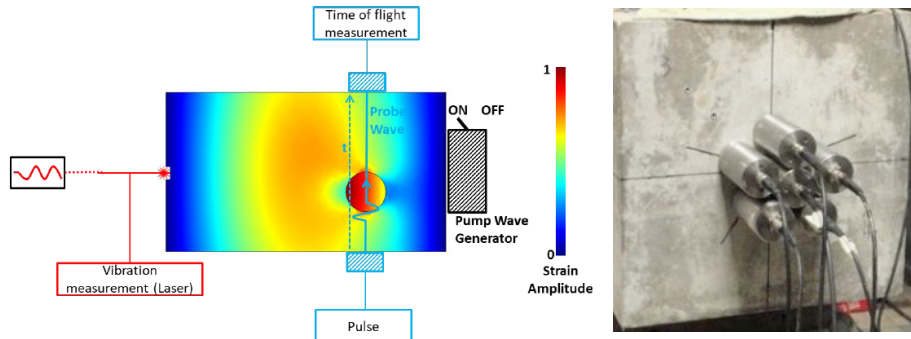 Time of flight
measurement
1
ON OFF
Probe
Wave
t
Pump Wave
Generator
0
Strain
Amplitude
Vibration
measurement (Laser)
Pulse